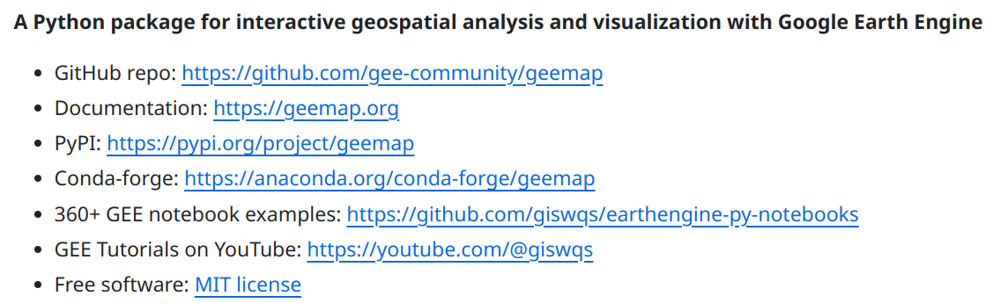 A Python package for interactive geospatial analysis and visualization with Google Earth Engine
• GitHub repo: https://github.com/gee-community/geemap
• Documentation: https://geemap.org
• PyPI: https://pypi.org/project/geemap
• Conda-forge: https://anaconda.org/conda-forge/geemap
• 360+ GEE notebook examples: https://github.com/giswqs/earthengine-py-notebooks
• GEE Tutorials on YouTube: https://youtube.com/@giswqs
• Free software: MIT license